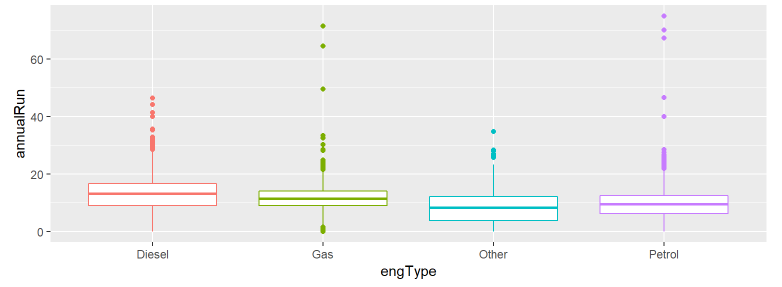 annualRun
60
40
20
0
Diesel Gas Other Petrol
engType